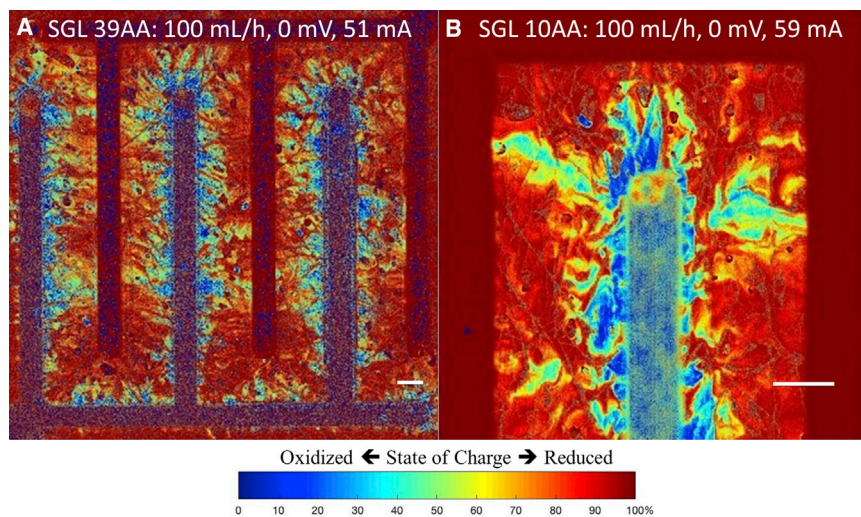 A SGL 39AA: 100 mL/h, 0 mV, 51 mA
B SGL 10AA: 100 mL/h, 0 mV, 59 mA
Oxidized ← State of Charge → Reduced
0 10 20 30 40 50 60 70 80 90 100%